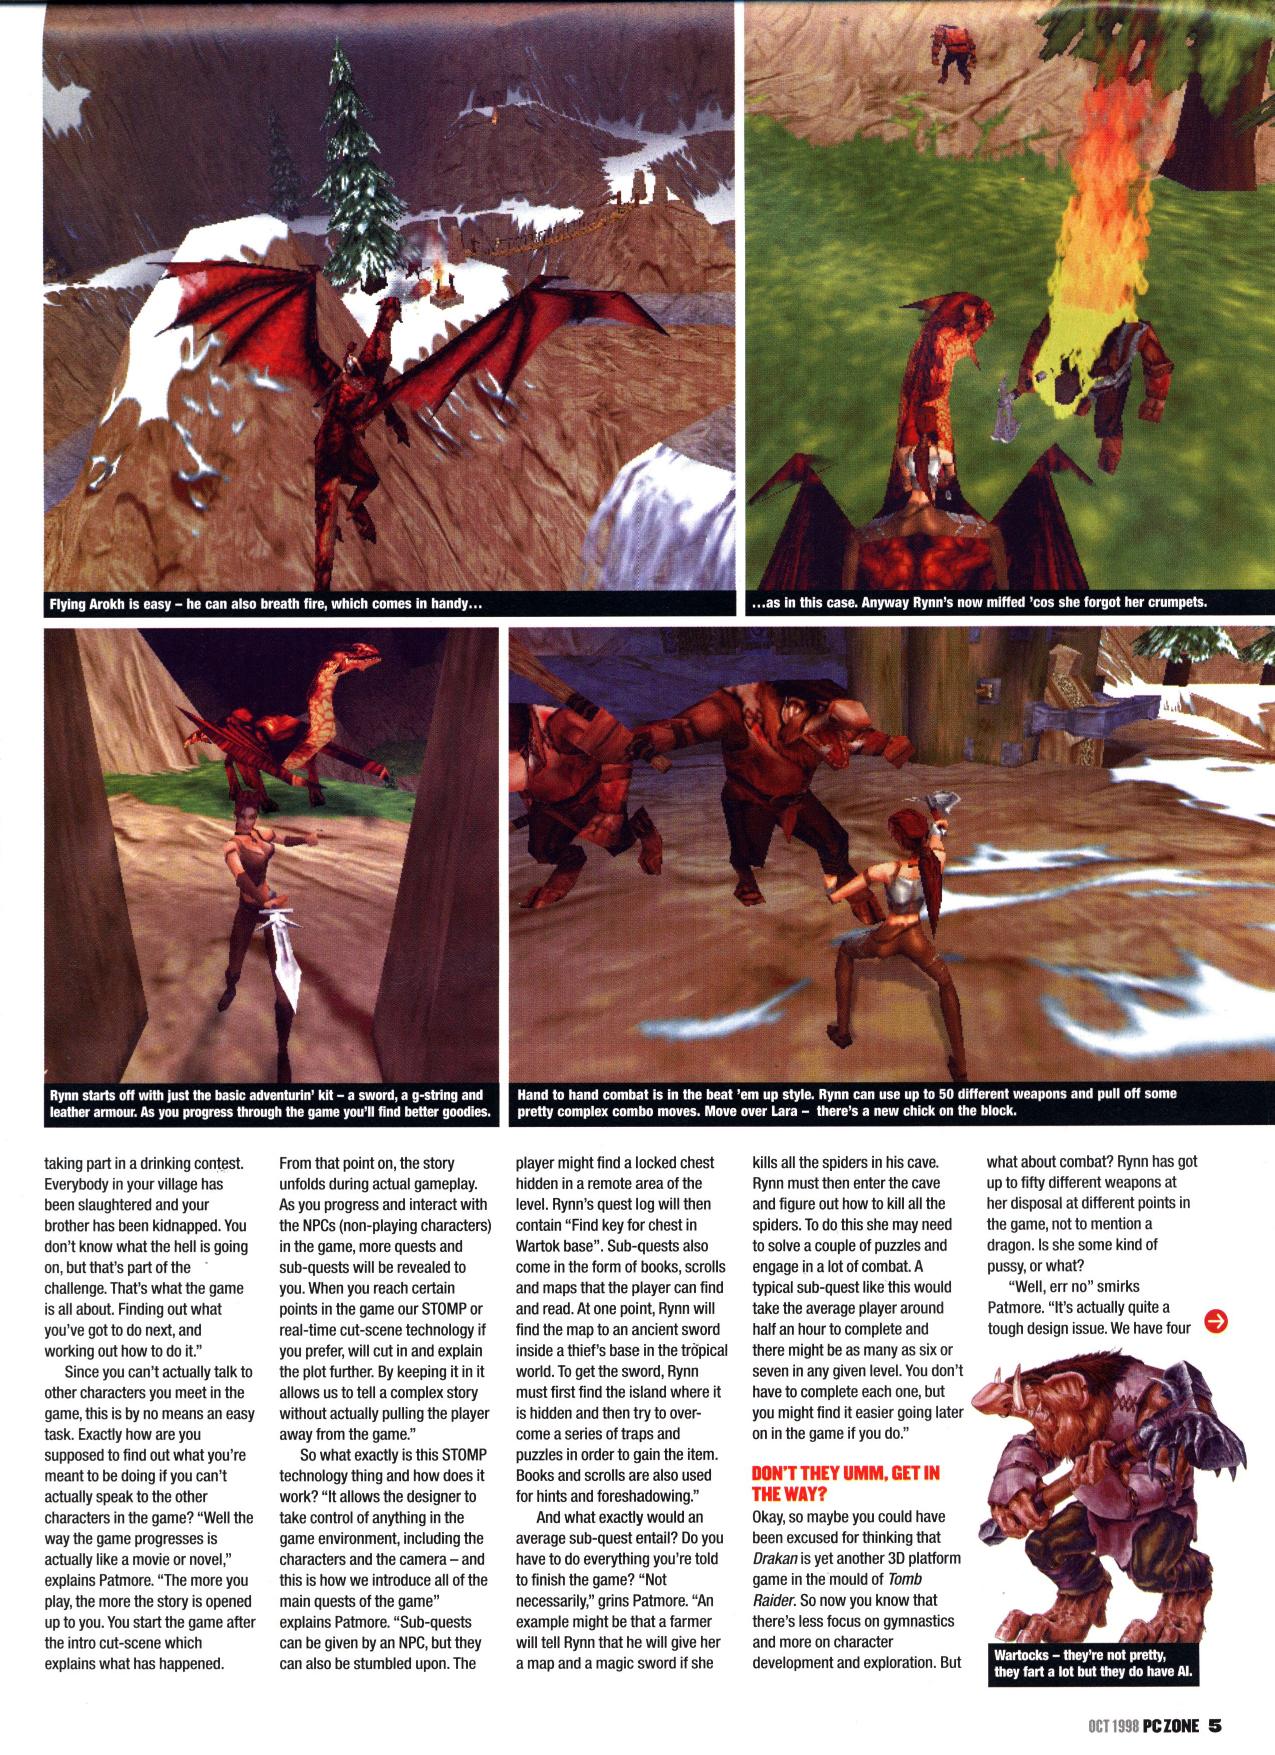 Flying Arokh is easy – he can also breath fire, which comes in handy...
...as in this case. Anyway Rynn's now miffed 'cos she forgot her crumpets.
Rynn starts off with just the basic adventurin' kit – a sword, a g-string and
leather armour. As you progress through the game you'll find better goodies.
Hand to hand combat is in the beat 'em up style. Rynn can use up to 50 different weapons and pull off some
pretty complex combo moves. Move over Lara – there's a new chick on the block.
taking part in a drinking contest.
Everybody in your village has
been slaughtered and your
brother has been kidnapped. You
don't know what the hell is going
on, but that's part of the
challenge. That's what the game
is all about. Finding out what
you've got to do next, and
working out how to do it.”
Since you can't actually talk to
other characters you meet in the
game, this is by no means an easy
task. Exactly how are you
supposed to find out what you're
meant to be doing if you can't
actually speak to the other
characters in the game? “Well the
way the game progresses is
actually like a movie or novel,”
explains Patmore. “The more you
play, the more the story is opened
up to you. You start the game after
the intro cut-scene which
explains what has happened.
From that point on, the story
unfolds during actual gameplay.
As you progress and interact with
the NPCs (non-playing characters)
in the game, more quests and
sub-quests will be revealed to
you. When you reach certain
points in the game our STOMP or
real-time cut-scene technology if
you prefer, will cut in and explain
the plot further. By keeping it in it
allows us to tell a complex story
without actually pulling the player
away from the game.”
So what exactly is this STOMP
technology thing and how does it
work? “It allows the designer to
take control of anything in the
game environment, including the
characters and the camera – and
this is how we introduce all of the
main quests of the game”
explains Patmore. “Sub-quests
can be given by an NPC, but they
can also be stumbled upon. The
player might find a locked chest
hidden in a remote area of the
level. Rynn's quest log will then
contain “Find key for chest in
Wartok base”. Sub-quests also
come in the form of books, scrolls
and maps that the player can find
and read. At one point, Rynn will
find the map to an ancient sword
inside a thief's base in the tropical
world. To get the sword, Rynn
must first find the island where it
is hidden and then try to over-
come a series of traps and
puzzles in order to gain the item.
Books and scrolls are also used
for hints and foreshadowing.”
And what exactly would an
average sub-quest entail? Do you
have to do everything you're told
to finish the game? “Not
necessarily,” grins Patmore. “An
example might be that a farmer
will tell Rynn that he will give her
a map and a magic sword if she
kills all the spiders in his cave.
Rynn must then enter the cave
and figure out how to kill all the
spiders. To do this she may need
to solve a couple of puzzles and
engage in a lot of combat. A
typical sub-quest like this would
take the average player around
half an hour to complete and
there might be as many as six or
seven in any given level. You don't
have to complete each one, but
you might find it easier going later
on in the game if you do.”
DON'T THEY UMM, GET IN
THE WAY?
Okay, so maybe you could have
been excused for thinking that
Drakan is yet another 3D platform
game in the mould of Tomb
Raider. So now you know that
there's less focus on gymnastics
and more on character
development and exploration. But
what about combat? Rynn has got
up to fifty different weapons at
her disposal at different points in
the game, not to mention a
dragon. Is she some kind of
pussy, or what?
“Well, err no” smirks
Patmore. “It's actually quite a
tough design issue. We have four
Wartocks – they're not pretty,
they fart a lot but they do have AI.
OCT 1998 PC ZONE 5